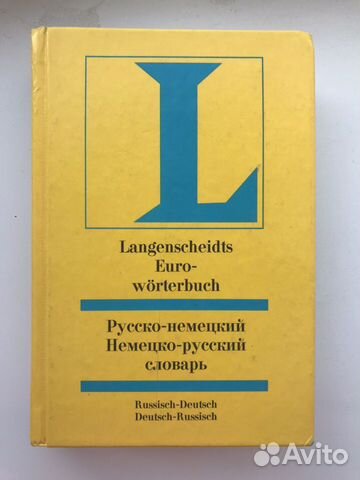 L
Langenscheidts
Euro-
wörterbuch
Русско-немецкий
Немецко-русский
словарь
Russisch-Deutsch
Deutsch-Russisch
Avito